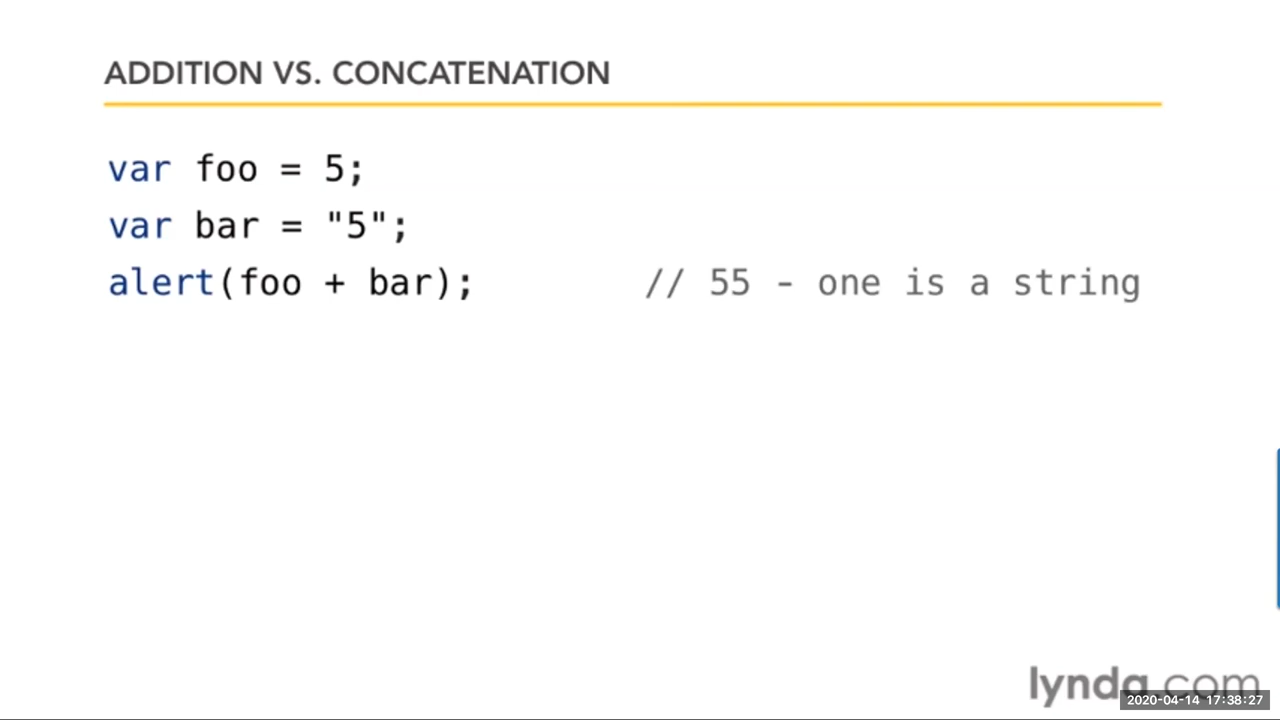 ADDITION VS. CONCATENATION
var foo = 5;
var bar = "5";
alert(foo + bar); // 55 - one is a string
lynda.com
2020-04-14 17:38:27